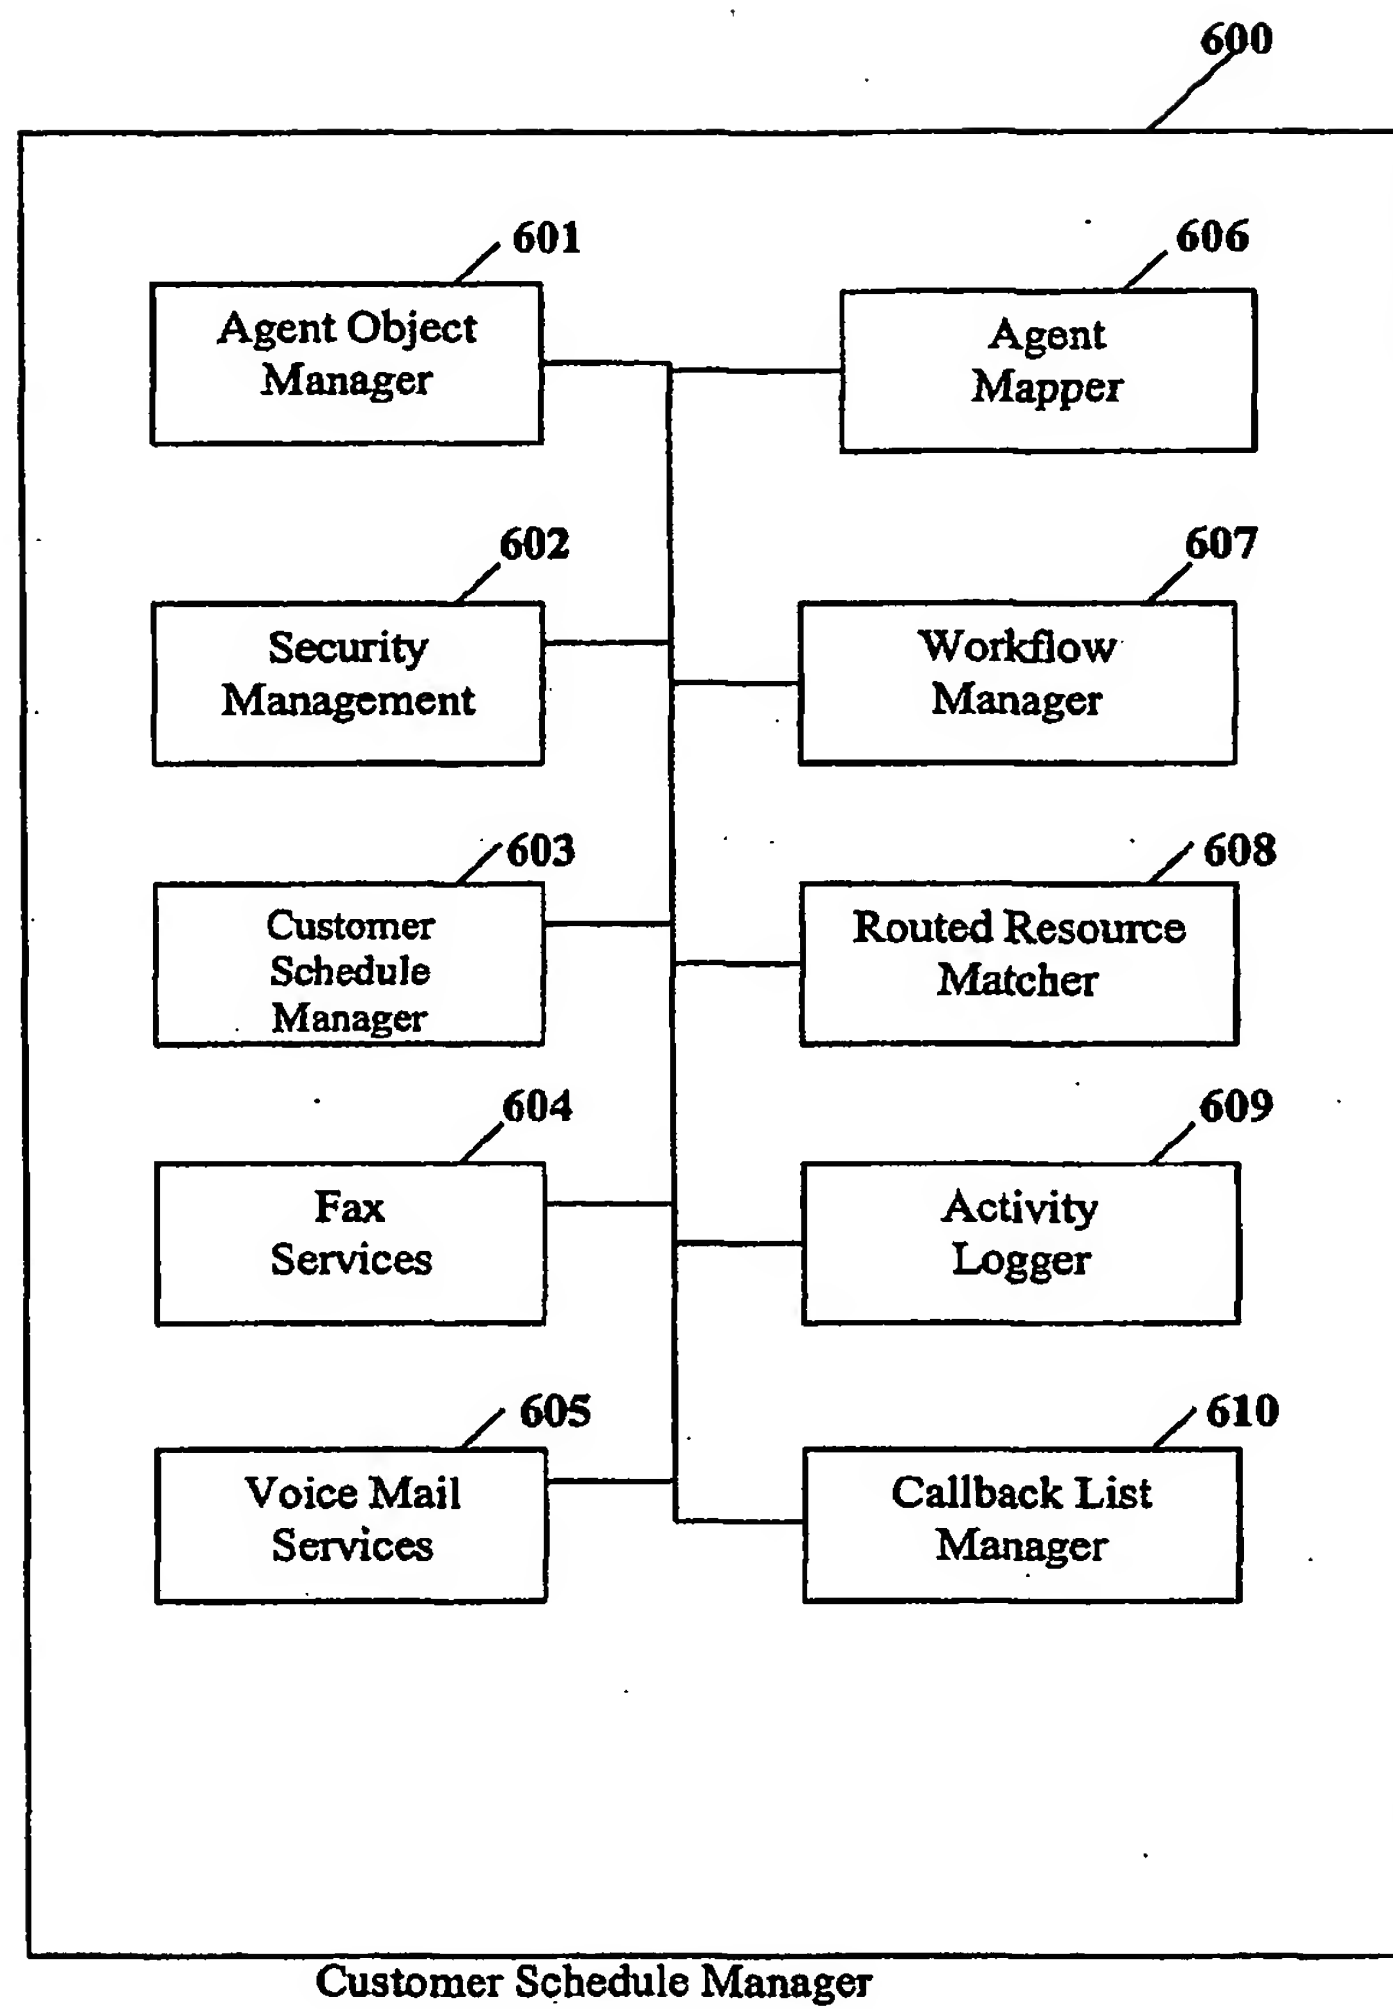 600
601
Agent Object
Manager
606
Agent
Mapper
602
Security
Management
607
Workflow
Manager
603
Customer
Schedule
Manager
608
Routed Resource
Matcher
604
Fax
Services
609
Activity
Logger
605
Voice Mail
Services
610
Callback List
Manager
Customer Schedule Manager